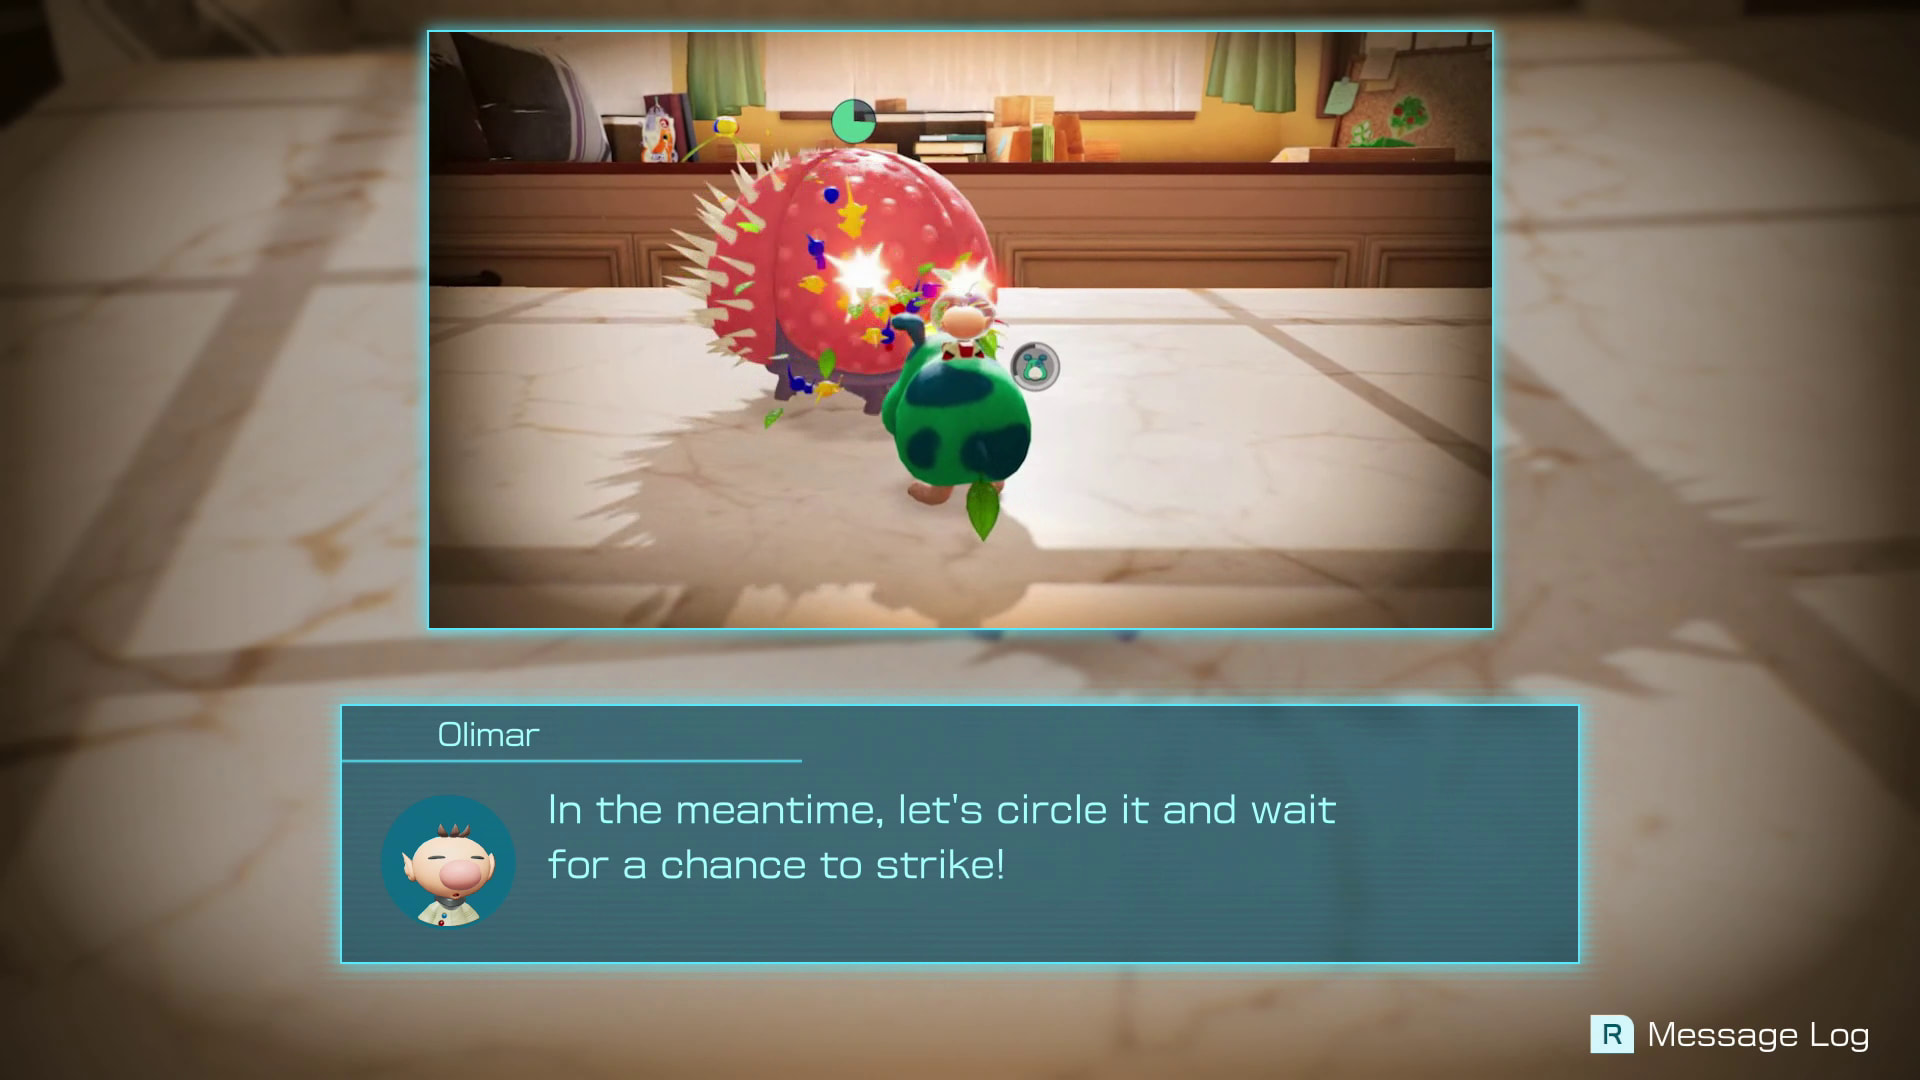 Olimar
In the meantime, let's circle it and wait
for a chance to strike!
R Message Log